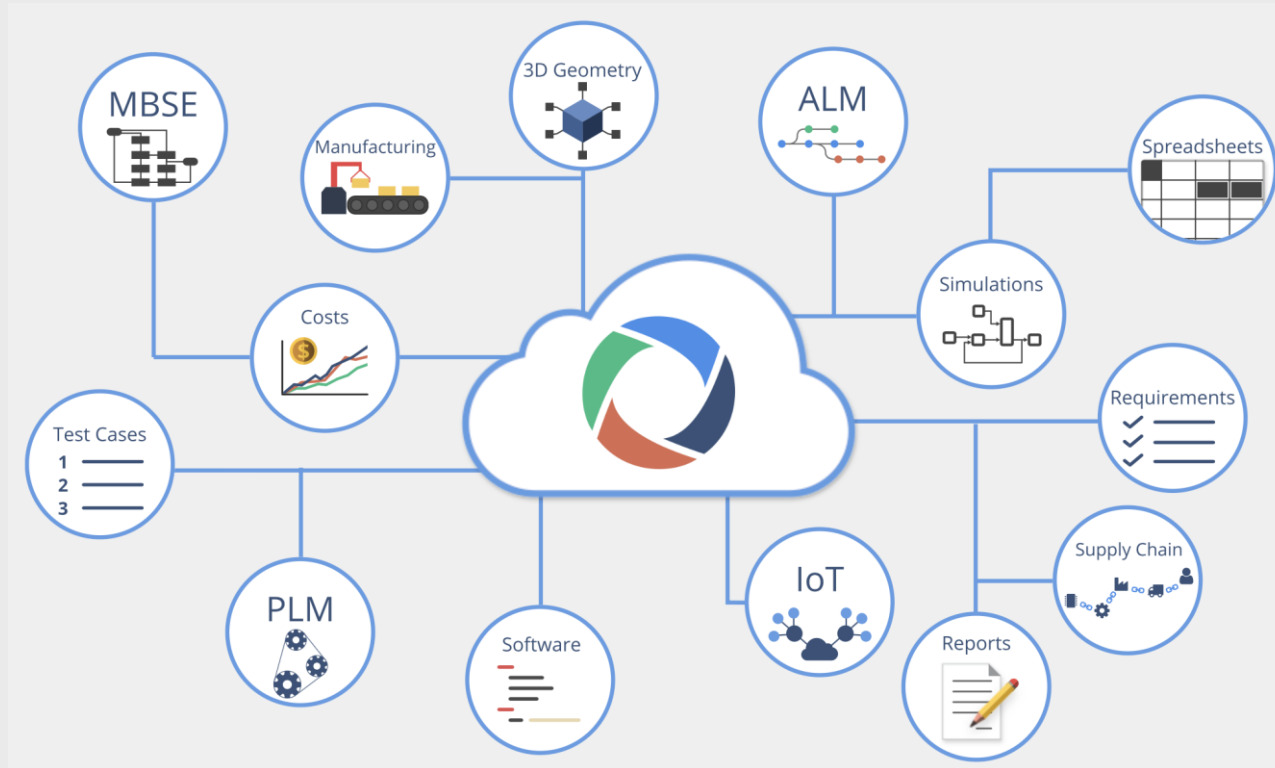 3D Geometry
MBSE
ALM
Manufacturing
Spreadsheets
Simulations
Costs
$
Requirements
Test Cases
1
2
3
Supply Chain
IoT
PLM
Software
Reports